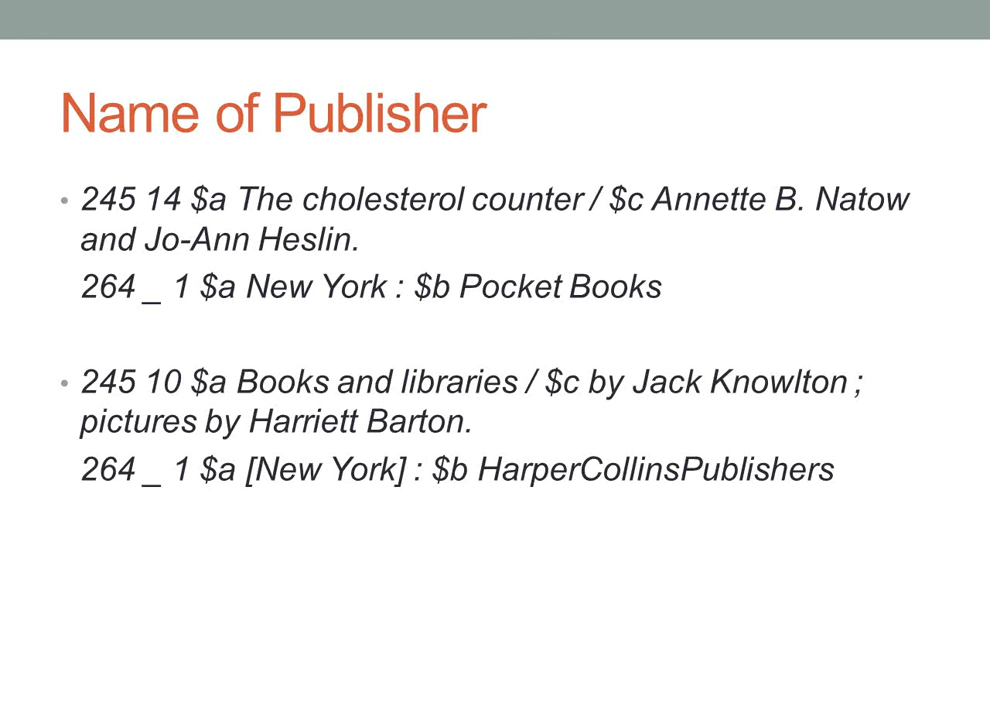 Name of Publisher
• 245 14 $a The cholesterol counter / $c Annette B. Natow
and Jo-Ann Heslin.
264 _ 1 $a New York : $b Pocket Books
• 245 10 $a Books and libraries / $c by Jack Knowlton ;
pictures by Harriett Barton.
264 _ 1 $a [New York] : $b HarperCollinsPublishers